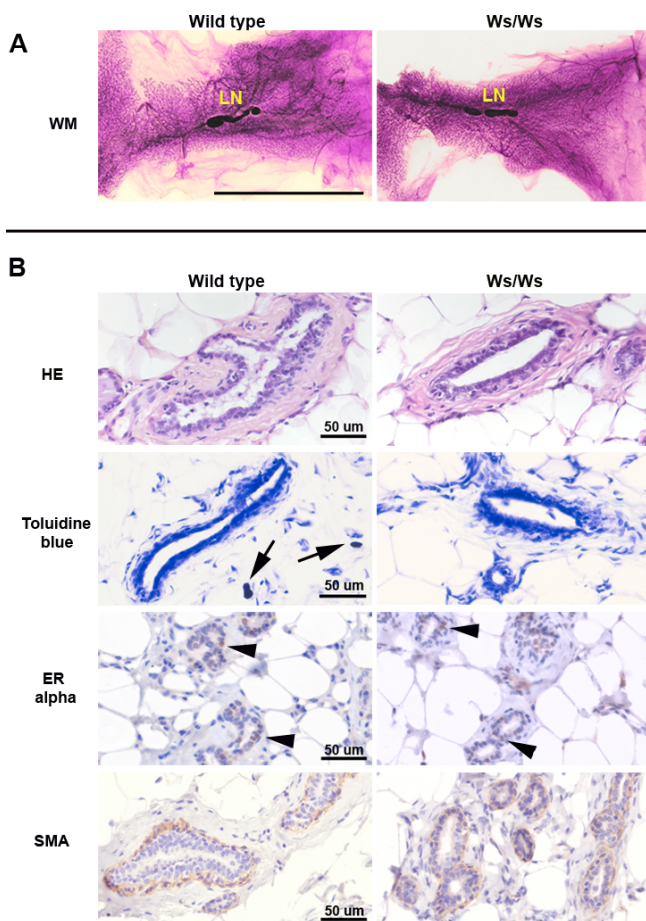 Wild type Ws/Ws
A
LN LN
WM
B
Wild type Ws/Ws
HE
50 um
Toluidine
blue
50 um
ER
alpha
50 um
SMA
50 um